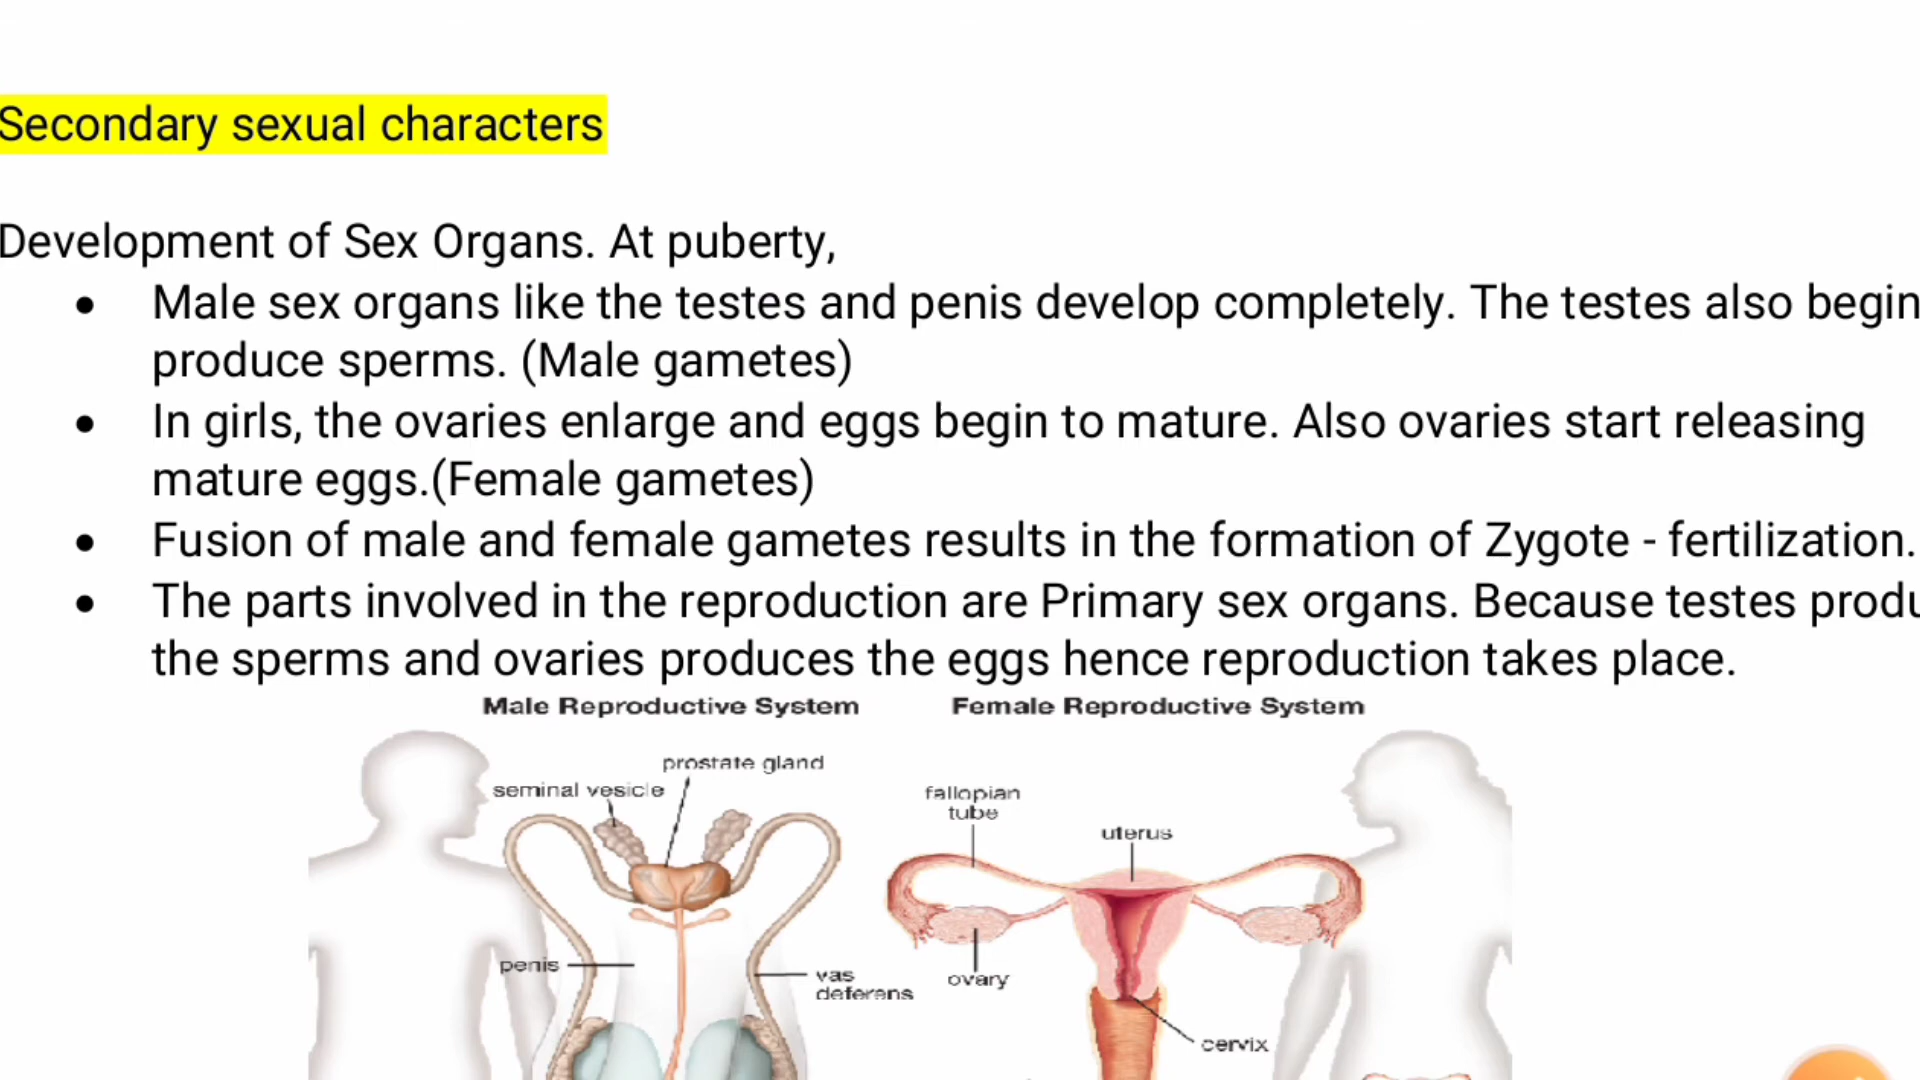 Secondary sexual characters
Development of Sex Organs. At puberty,
• Male sex organs like the testes and penis develop completely. The testes also begin
produce sperms. (Male gametes)
• In girls, the ovaries enlarge and eggs begin to mature. Also ovaries start releasing
mature eggs.(Female gametes)
• Fusion of male and female gametes results in the formation of Zygote - fertilization.
• The parts involved in the reproduction are Primary sex organs. Because testes produ
the sperms and ovaries produces the eggs hence reproduction takes place.
Male Reproductive System
prostate gland
seminal vesicle
penis
vas
deferens
Female Reproductive System
fallopian
tube
uterus
ovary
cervix